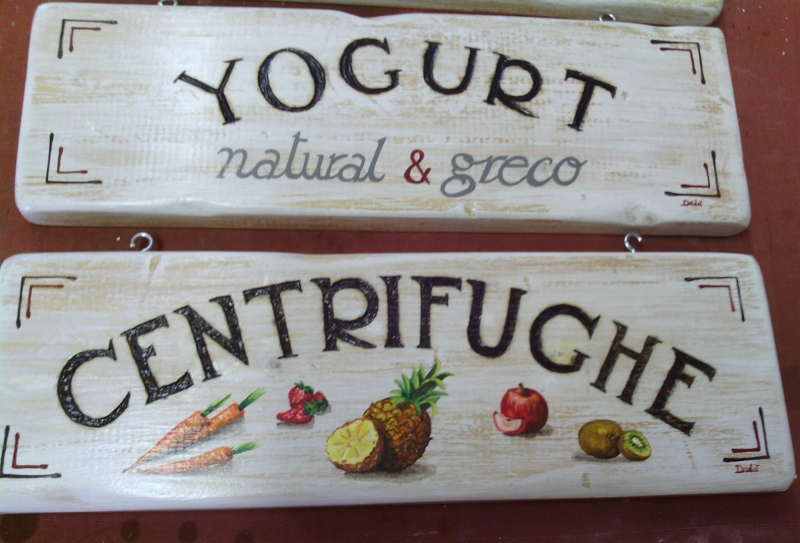 YOGURT
natural & greco
CENTRIFUGHE